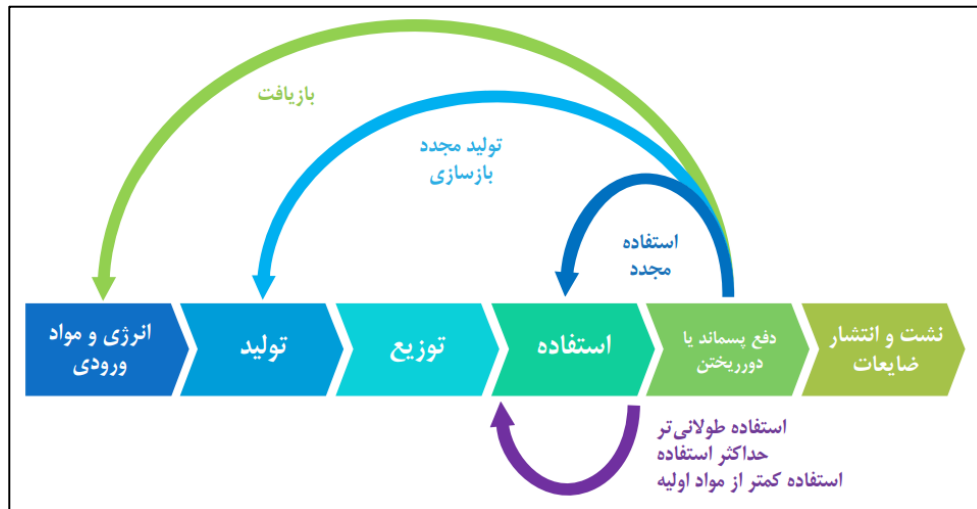 بازیافت
تولید مجدد
بازسازی
استفاده
مجدد
انرژی و مواد
ورودی
تولید
توزیع
استفاده
دفع پسماند یا
دورریختن
نشت و انتشار
ضایعات
استفاده طولانی‌تر
حداکثر استفاده
استفاده کمتر از مواد اولیه